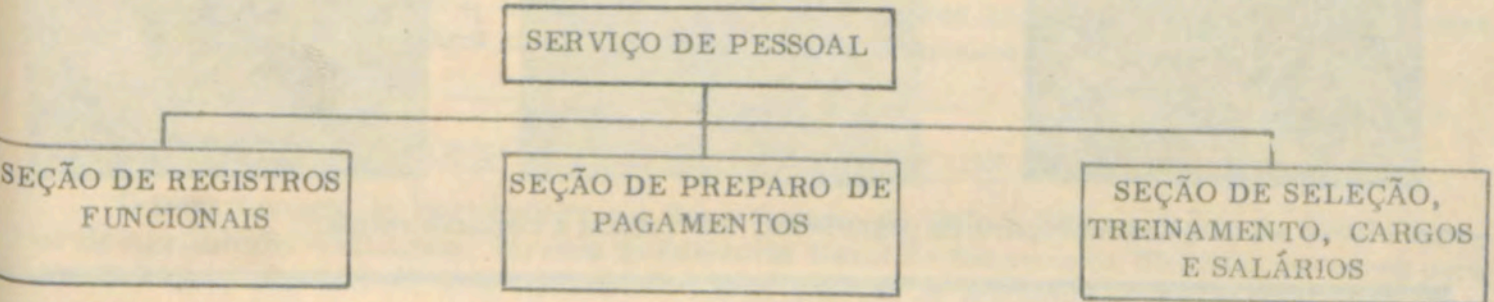 SERVIÇO DE PESSOAL
SEÇÃO DE REGISTROS
FUNCIONAIS
SEÇÃO DE PREPARO DE
PAGAMENTOS
SEÇÃO DE SELEÇÃO,
TREINAMENTO, CARGOS
E SALÁRIOS